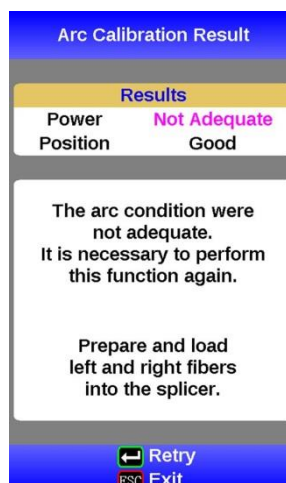 Arc Calibration Result
Results
Power Not Adequate
Position Good
The arc condition were
not adequate.
It is necessary to perform
this function again.
Prepare and load
left and right fibers
into the splicer.
Retry
ESC Exit